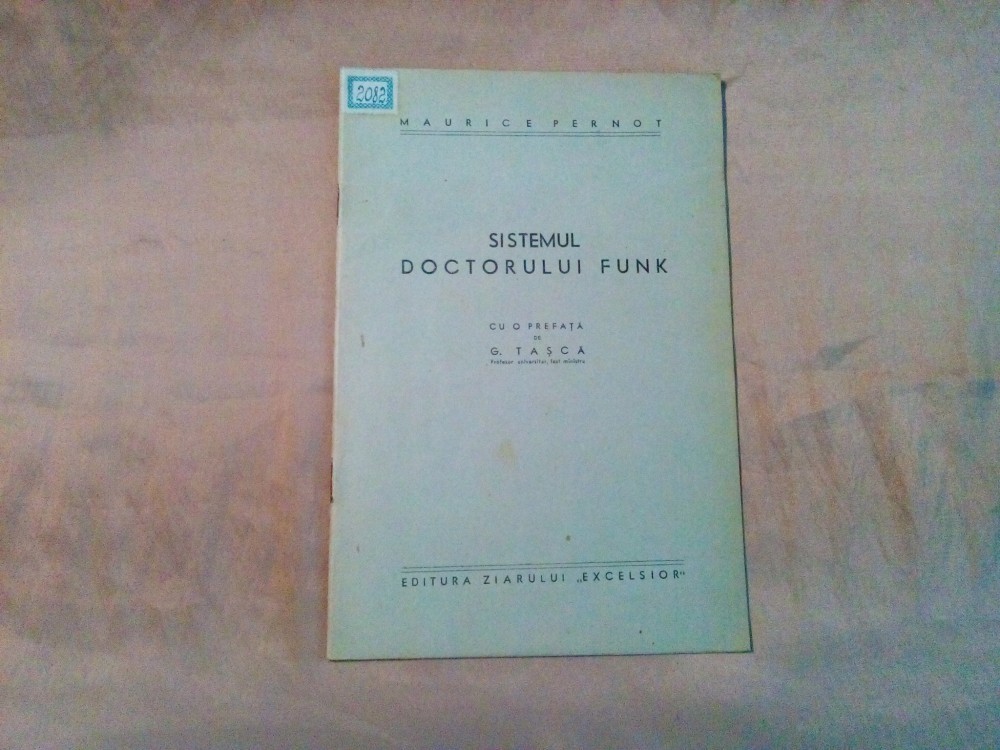 2082
MAURICE PERNOT
SISTEMUL
DOCTORULUI FUNK
CU O PREFAȚĂ
DE
G. TAȘCĂ
Profesor universitar, fost ministru
EDITURA ZIARULUI „EXCELSIOR"